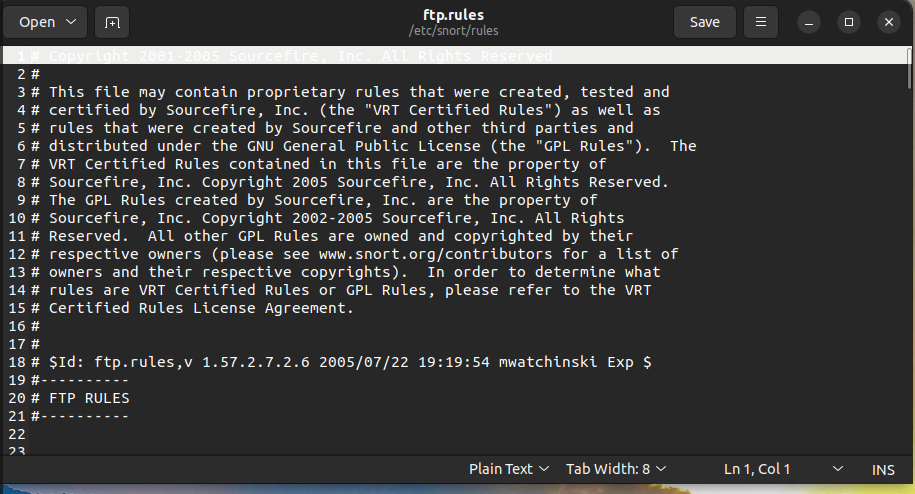 Open
ftp.rules
/etc/snort/rules
Save
1 # Copyright 2001-2005 Sourcefire, Inc. All Rights Reserved
2 #
3 # This file may contain proprietary rules that were created, tested and
4 # certified by Sourcefire, Inc. (the "VRT Certified Rules") as well as
5 # rules that were created by Sourcefire and other third parties and
6 # distributed under the GNU General Public License (the "GPL Rules").  The
7 # VRT Certified Rules contained in this file are the property of
8 # Sourcefire, Inc. Copyright 2005 Sourcefire, Inc. All Rights Reserved.
9 # The GPL Rules created by Sourcefire, Inc. are the property of
10 # Sourcefire, Inc. Copyright 2002-2005 Sourcefire, Inc. All Rights
11 # Reserved.  All other GPL Rules are owned and copyrighted by their
12 # respective owners (please see www.snort.org/contributors for a list of
13 # owners and their respective copyrights).  In order to determine what
14 # rules are VRT Certified Rules or GPL Rules, please refer to the VRT
15 # Certified Rules License Agreement.
16 #
17 #
18 # $Id: ftp.rules,v 1.57.2.7.2.6 2005/07/22 19:19:54 mwatchinski Exp $
19 #----------
20 # FTP RULES
21 #----------
22
23
Plain Text Tab Width: 8 Ln 1, Col 1 INS